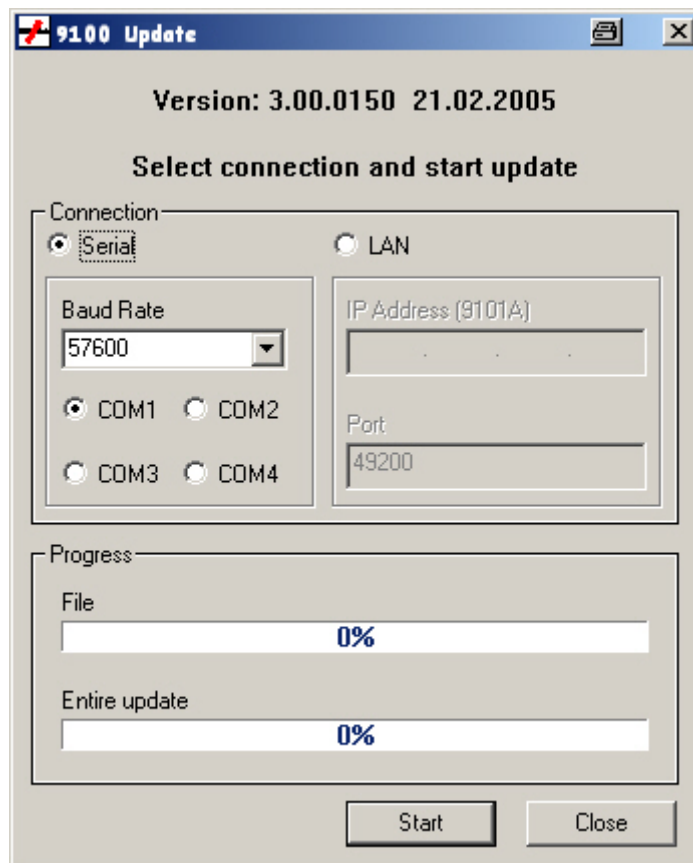 9100 Update
Version: 3.00.0150 21.02.2005
Select connection and start update
Connection
Serial
LAN
Baud Rate
57600
COM1 COM2
COM3 COM4
IP Address (9101A)
. . .
Port
49200
Progress
File
0%
Entire update
0%
Start Close